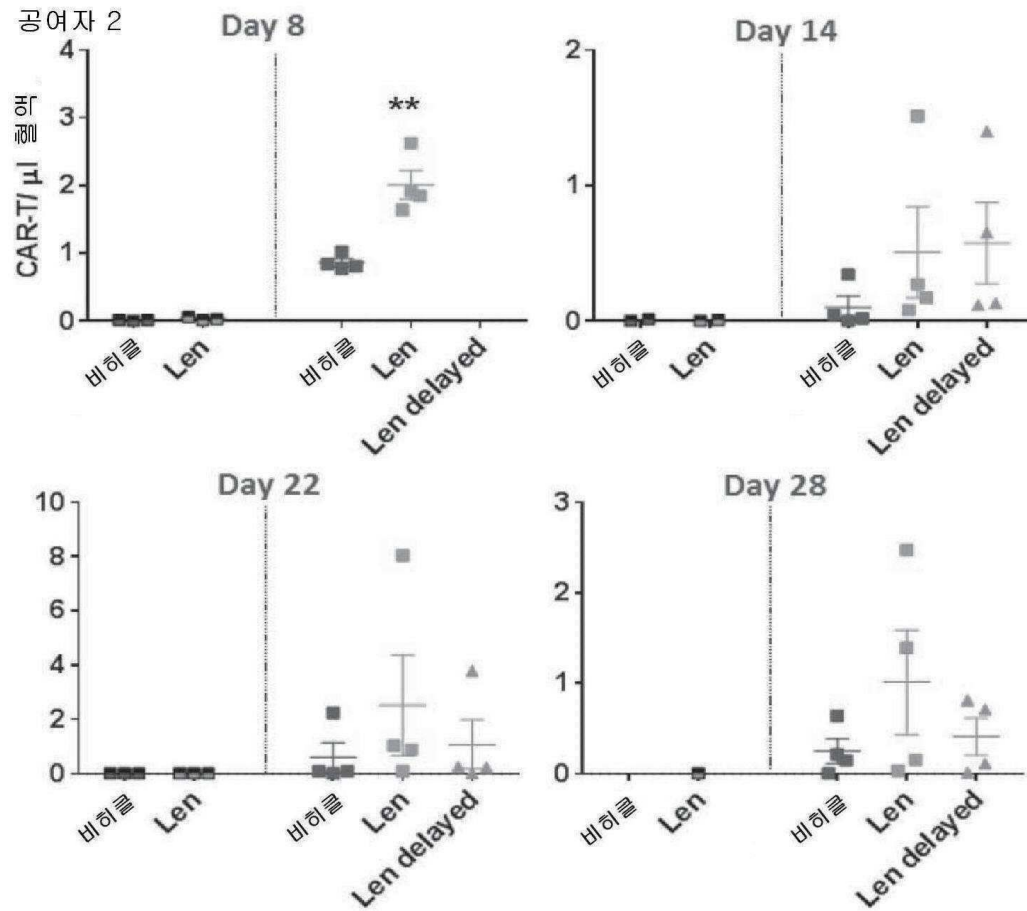 공여자 2
Day 8
CAR-T/ µl 혈액
4
3
2
1
0
**
비히클
Len
비히클
Len
Len delayed
Day 14
2
1
0
비히클
Len
비히클
Len
Len delayed
Day 22
10
8
6
4
2
0
비히클
Len
비히클
Len
Len delayed
Day 28
3
2
1
0
비히클
Len
비히클
Len
Len delayed